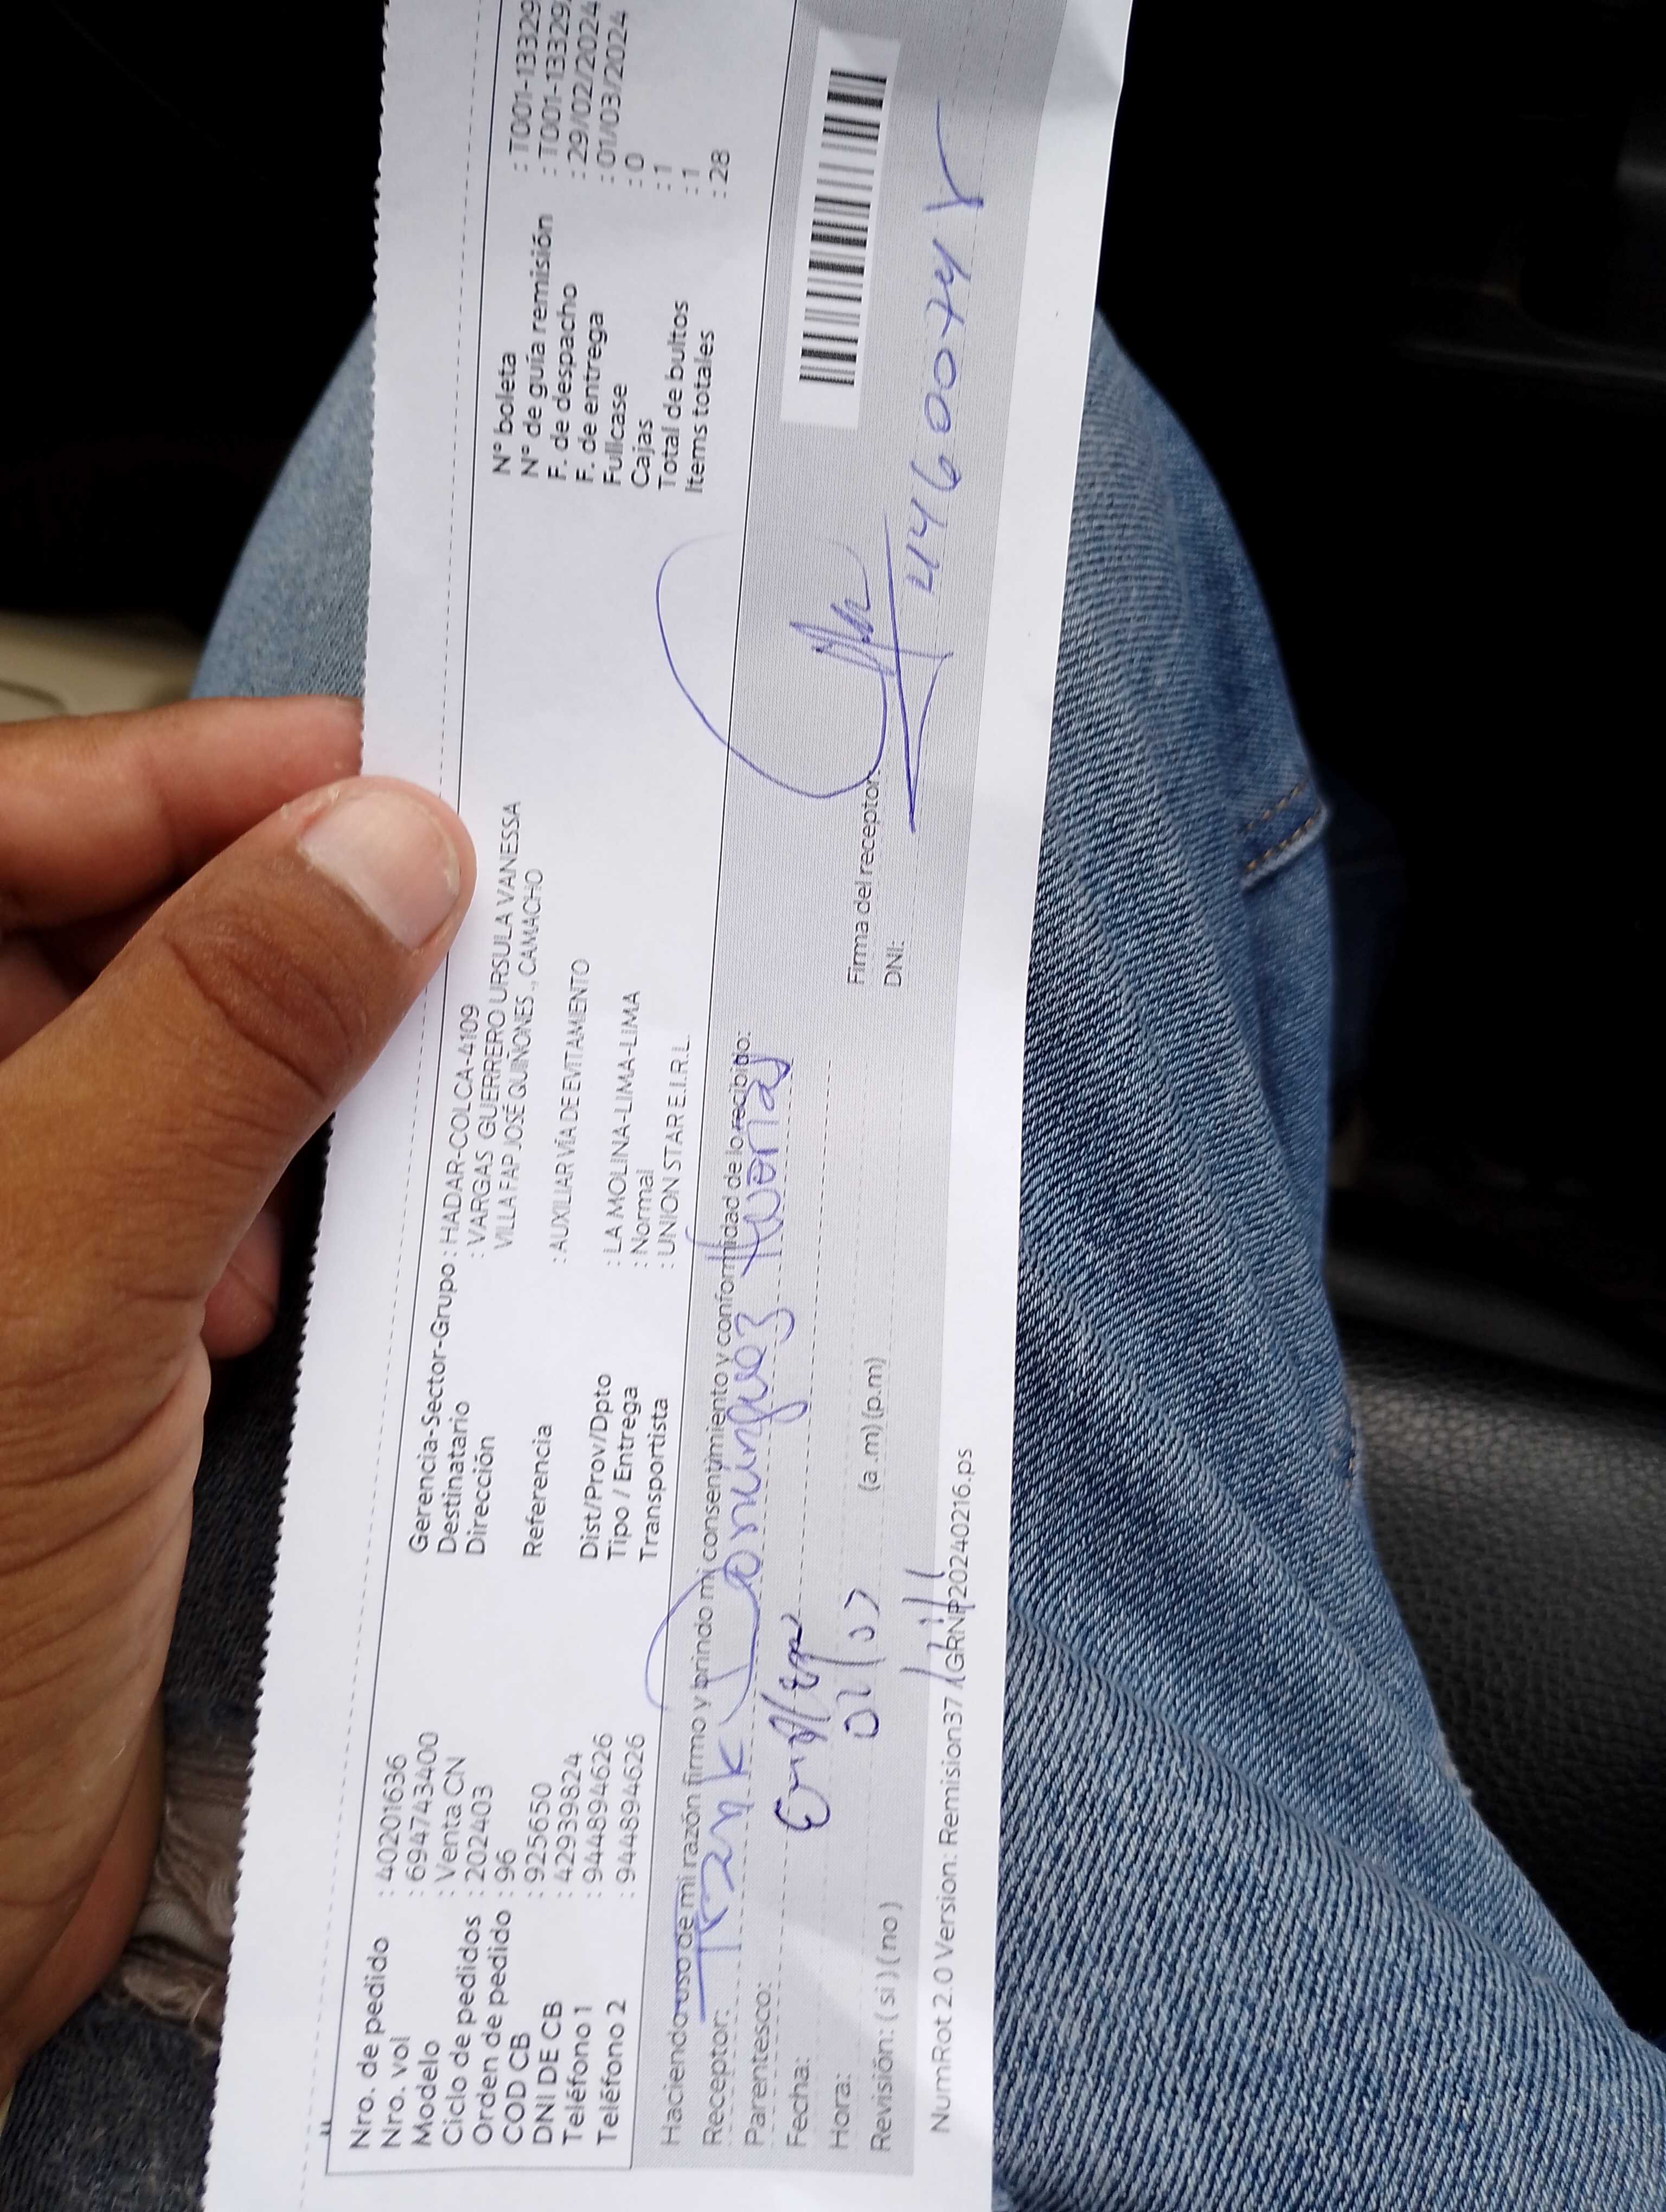 Nro. de pedido : 40201636
Nro. vol : 694743400
Modelo : Venta CN
Ciclo de pedidos : 202403
Orden de pedido : 96
COD CB : 925650
DNI DE CB : 42939824
Teléfono 1 : 944894626
Teléfono 2 : 944894626
Gerencia-Sector-Grupo : HADAR-COLCA-4109
Destinatario : VARGAS GUERRERO URSULA VANESSA
Dirección VILLA FAP JOSÉ QUIÑONES. , CAMACHO
Referencia : AUXILIAR VÍA DE EVITAMIENTO
Dist/Prov/Dpto : LA MOLINA-LIMA-LIMA
Tipo / Entrega : Normal
Transportista : UNION STAR E.I.R.L.
N° boleta : T001-13329
N° de guía remisión : T001-13329
F. de despacho : 29/02/2024
F. de entrega : 01/03/2024
Fullcase : 0
Cajas : 1
Total de bultos : 1
Items totales : 28
Haciendo uso de mi razón firmo y brindo mi consentimiento y conformidad de lo recibido:
Receptor: Frank Dominguez
Parentesco:
Fecha:
Hora: (a.m) (p.m)
Revisión: ( si ) ( no )
Firma del receptor:
DNI: 4460074
NumRot 2.0 Version: Remision37 /GRNP20240216.ps